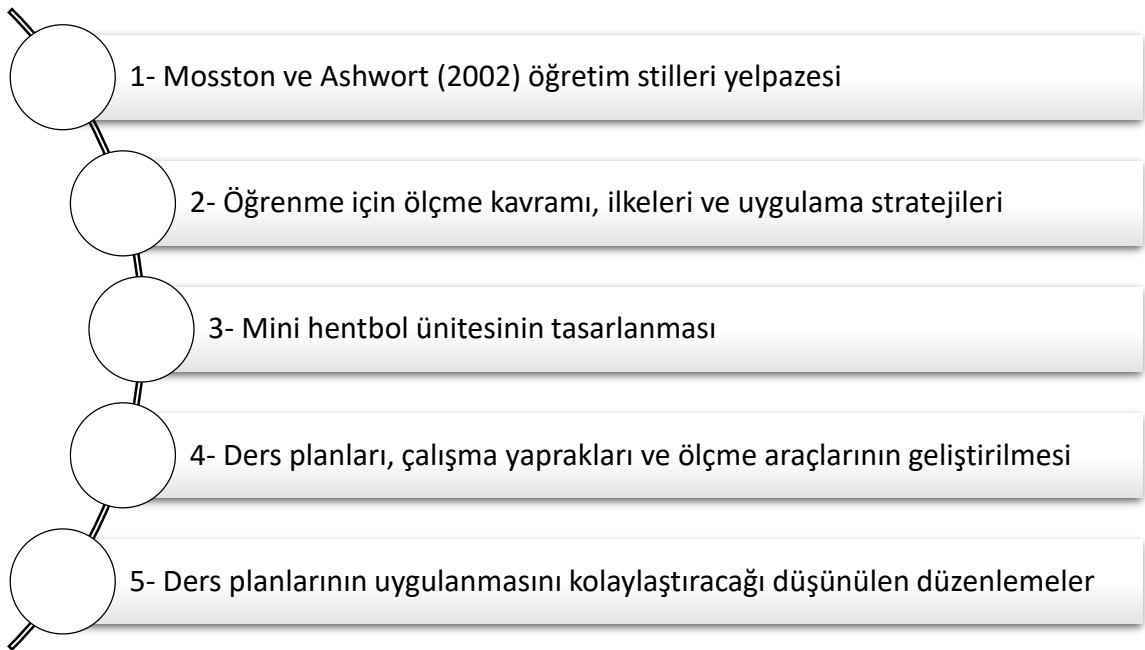 1- Mosston ve Ashwort (2002) öğretim stilleri yelpazesi
2- Öğrenme için ölçme kavramı, ilkeleri ve uygulama stratejileri
3- Mini hentbol ünitesinin tasarlanması
4- Ders planları, çalışma yaprakları ve ölçme araçlarının geliştirilmesi
5- Ders planlarının uygulanmasını kolaylaştıracağı düşünülen düzenlemeler